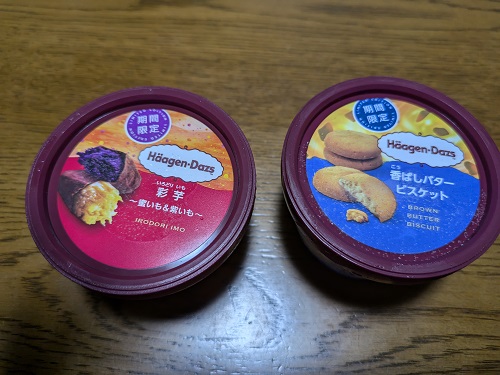 期間
限定
Häagen-Dazs
いろどり いも
彩芋
～蜜いも&紫いも～
IRODORI IMO
期間
限定
Häagen-Dazs
こう
香ばしバター
ビスケット
BROWN
BUTTER
BISCUIT